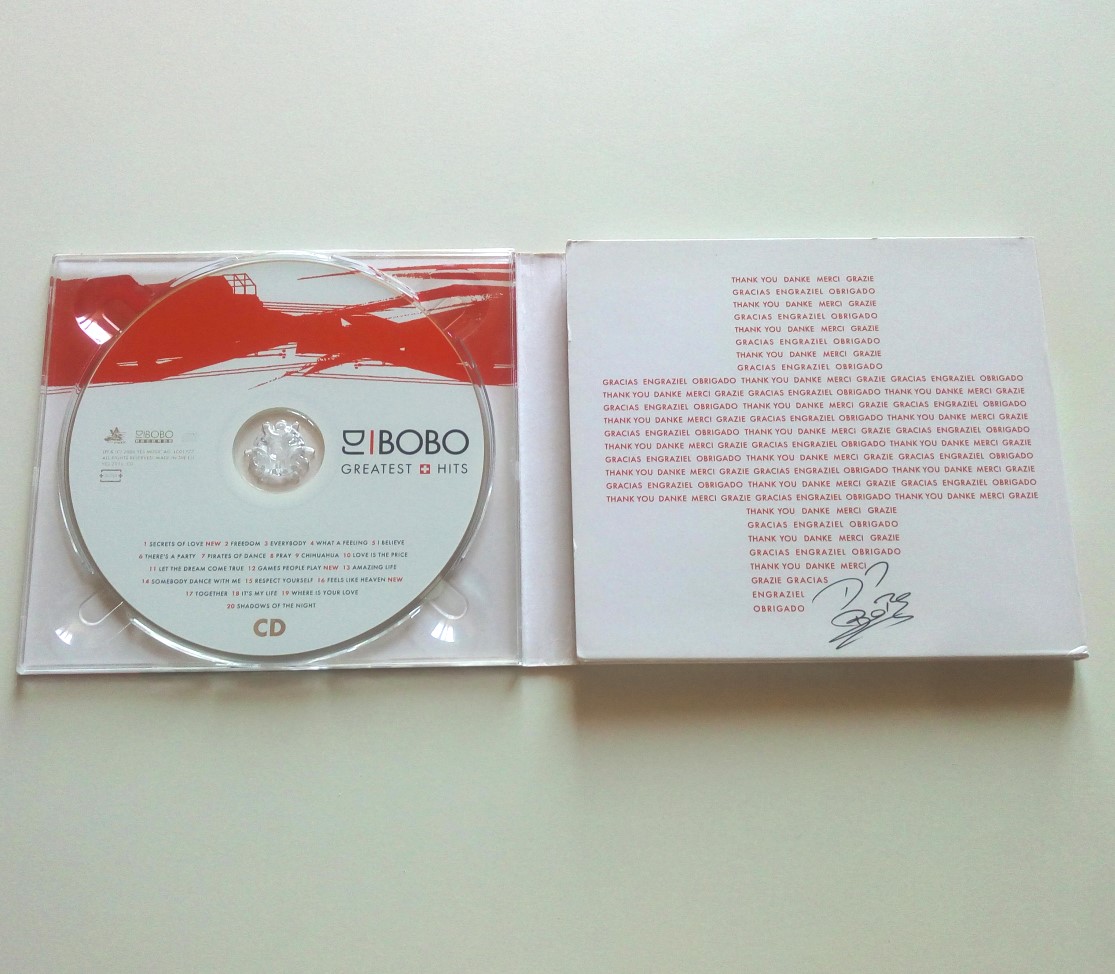 DJ BOBO
RECORDS
DJ BOBO
GREATEST HITS
1 SECRETS OF LOVE NEW 2 FREEDOM 3 EVERYBODY 4 WHAT A FEELING 5 I BELIEVE
6 THERE'S A PARTY 7 PIRATES OF DANCE 8 PRAY 9 CHIHUAHUA 10 LOVE IS THE PRICE
11 LET THE DREAM COME TRUE 12 GAMES PEOPLE PLAY NEW 13 AMAZING LIFE
14 SOMEBODY DANCE WITH ME 15 RESPECT YOURSELF 16 FEELS LIKE HEAVEN NEW
17 TOGETHER 18 IT'S MY LIFE 19 WHERE IS YOUR LOVE
20 SHADOWS OF THE NIGHT
CD
THANK YOU DANKE MERCI GRAZIE
GRACIAS ENGRAZIEL OBRIGADO
THANK YOU DANKE MERCI GRAZIE
GRACIAS ENGRAZIEL OBRIGADO
THANK YOU DANKE MERCI GRAZIE
GRACIAS ENGRAZIEL OBRIGADO
THANK YOU DANKE MERCI GRAZIE
GRACIAS ENGRAZIEL OBRIGADO
GRACIAS ENGRAZIEL OBRIGADO THANK YOU DANKE MERCI GRAZIE GRACIAS ENGRAZIEL OBRIGADO
THANK YOU DANKE MERCI GRAZIE GRACIAS ENGRAZIEL OBRIGADO THANK YOU DANKE MERCI GRAZIE
GRACIAS ENGRAZIEL OBRIGADO THANK YOU DANKE MERCI GRAZIE GRACIAS ENGRAZIEL OBRIGADO
THANK YOU DANKE MERCI GRAZIE GRACIAS ENGRAZIEL OBRIGADO THANK YOU DANKE MERCI GRAZIE
GRACIAS ENGRAZIEL OBRIGADO THANK YOU DANKE MERCI GRAZIE GRACIAS ENGRAZIEL OBRIGADO
THANK YOU DANKE MERCI GRAZIE GRACIAS ENGRAZIEL OBRIGADO THANK YOU DANKE MERCI GRAZIE
GRACIAS ENGRAZIEL OBRIGADO THANK YOU DANKE MERCI GRAZIE GRACIAS ENGRAZIEL OBRIGADO
THANK YOU DANKE MERCI GRAZIE GRACIAS ENGRAZIEL OBRIGADO THANK YOU DANKE MERCI GRAZIE
GRACIAS ENGRAZIEL OBRIGADO THANK YOU DANKE MERCI GRAZIE GRACIAS ENGRAZIEL OBRIGADO
THANK YOU DANKE MERCI GRAZIE GRACIAS ENGRAZIEL OBRIGADO THANK YOU DANKE MERCI GRAZIE
THANK YOU DANKE MERCI GRAZIE
GRACIAS ENGRAZIEL OBRIGADO
THANK YOU DANKE MERCI GRAZIE
GRACIAS ENGRAZIEL OBRIGADO
THANK YOU DANKE MERCI
GRAZIE GRACIAS
ENGRAZIEL
OBRIGADO